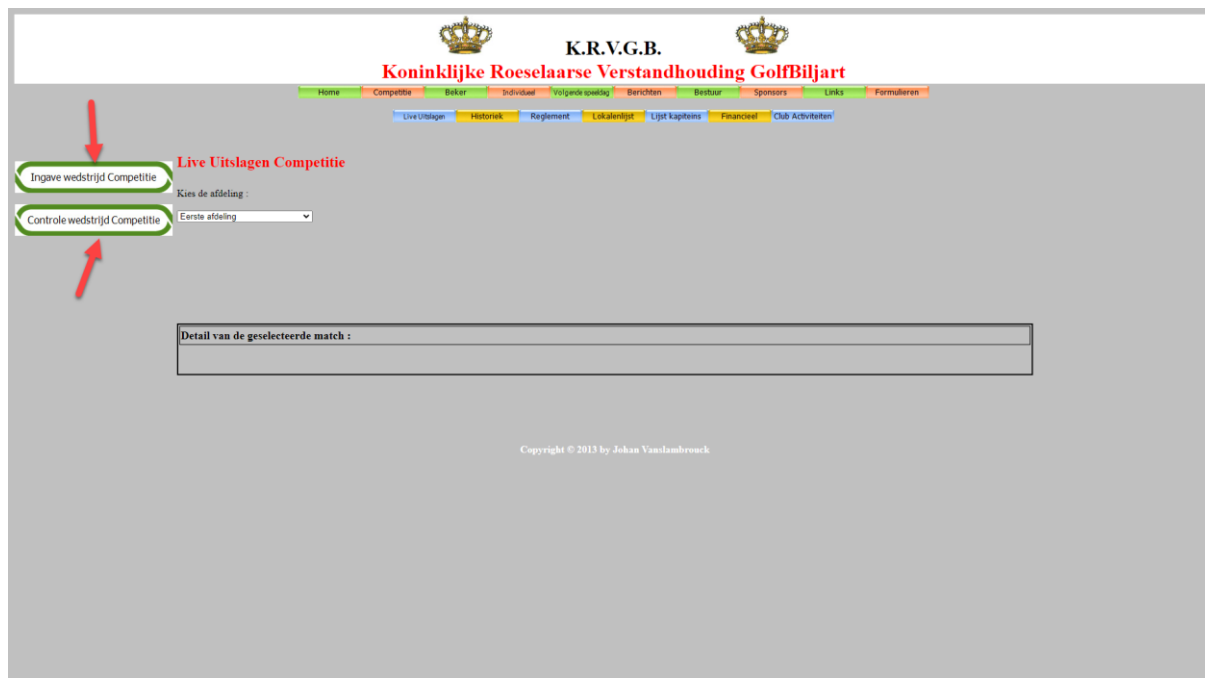 K.R.V.G.B.
Koninklijke Roeselaarse Verstandhouding GolfBiljart
Home Competitie Beker Individueel Volgende speeldag Berichten Bestuur Sponsors Links Formulieren
Live Uitslagen Historiek Reglement Lokalenlijst Lijst kapiteins Financieel Club Activiteiten
Live Uitslagen Competitie
Ingave wedstrijd Competitie
Kies de afdeling :
Controle wedstrijd Competitie
Eerste afdeling
Detail van de geselecteerde match :
Copyright © 2013 by Johan Vanslambrouck